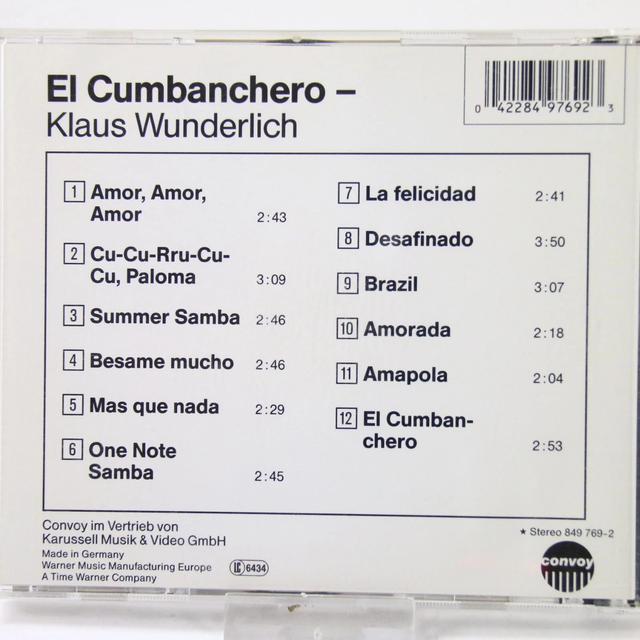 El Cumbanchero –
Klaus Wunderlich
0 42284 97692 3
1 Amor, Amor,
Amor 2:43
2 Cu-Cu-Rru-Cu-
Cu, Paloma 3:09
3 Summer Samba 2:46
4 Besame mucho 2:46
5 Mas que nada 2:29
6 One Note
Samba 2:45
7 La felicidad 2:41
8 Desafinado 3:50
9 Brazil 3:07
10 Amorada 2:18
11 Amapola 2:04
12 El Cumban-
chero 2:53
Convoy im Vertrieb von
Karussell Musik & Video GmbH
Made in Germany
Warner Music Manufacturing Europe
A Time Warner Company
LC 6434
★ Stereo 849 769-2
convoy